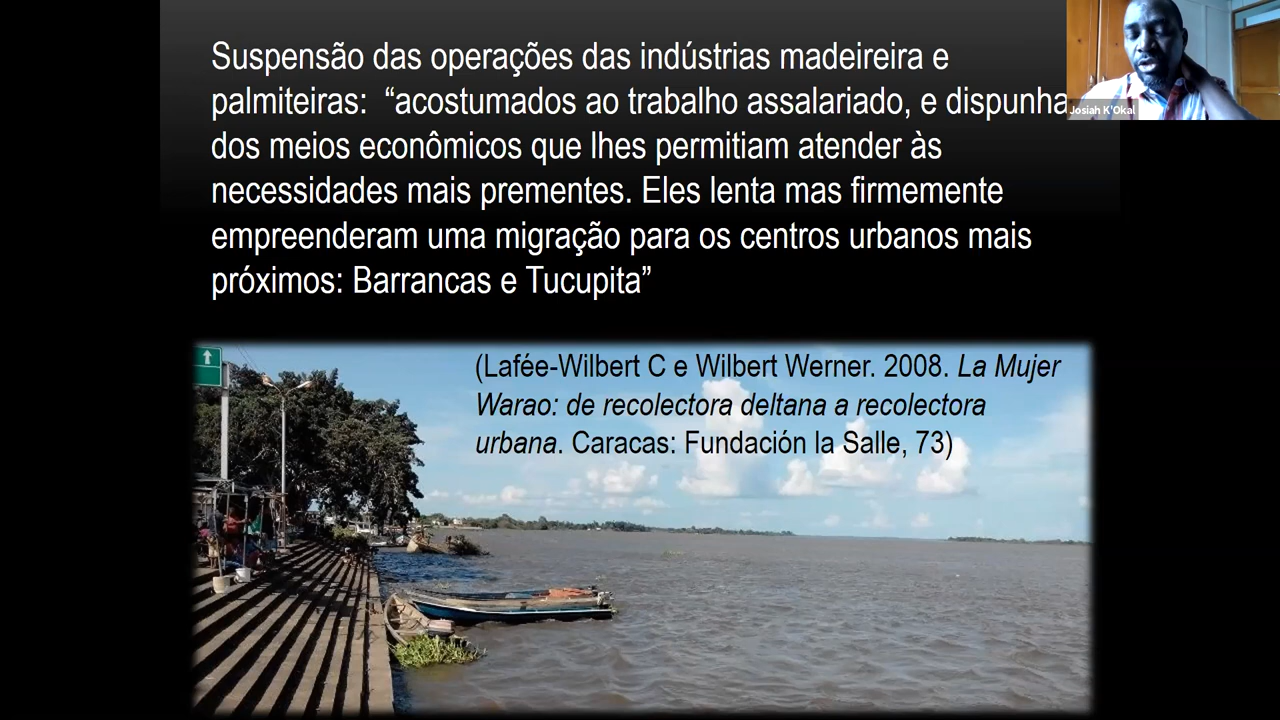 Suspensão das operações das indústrias madeireira e
palmiteiras: “acostumados ao trabalho assalariado, e dispunha
dos meios econômicos que lhes permitiam atender às
necessidades mais prementes. Eles lenta mas firmemente
empreenderam uma migração para os centros urbanos mais
próximos: Barrancas e Tucupita”
Josiah K'Okal
(Lafée-Wilbert C e Wilbert Werner. 2008. La Mujer
Warao: de recolectora deltana a recolectora
urbana. Caracas: Fundación la Salle, 73)